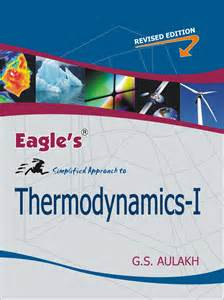 REVISED EDITION
Eagle's®
Simplified Approach to
Thermodynamics-I
G.S. AULAKH